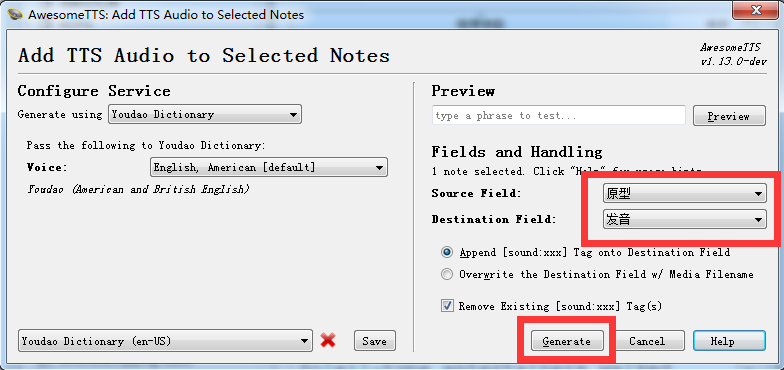 AwesomeTTS: Add TTS Audio to Selected Notes
Add TTS Audio to Selected Notes
AwesomeTTS
v1.13.0-dev
Configure Service
Generate using Youdao Dictionary
Pass the following to Youdao Dictionary:
Voice: English, American [default]
Youdao (American and British English)
Youdao Dictionary (en-US)
Save
Preview
type a phrase to test...
Preview
Fields and Handling
1 note selected. Click "Help" for usage hints.
Source Field: 原型
Destination Field: 发音
Append [sound:xxx] Tag onto Destination Field
Overwrite the Destination Field w/ Media Filename
Remove Existing [sound:xxx] Tag(s)
Generate
Cancel
Help